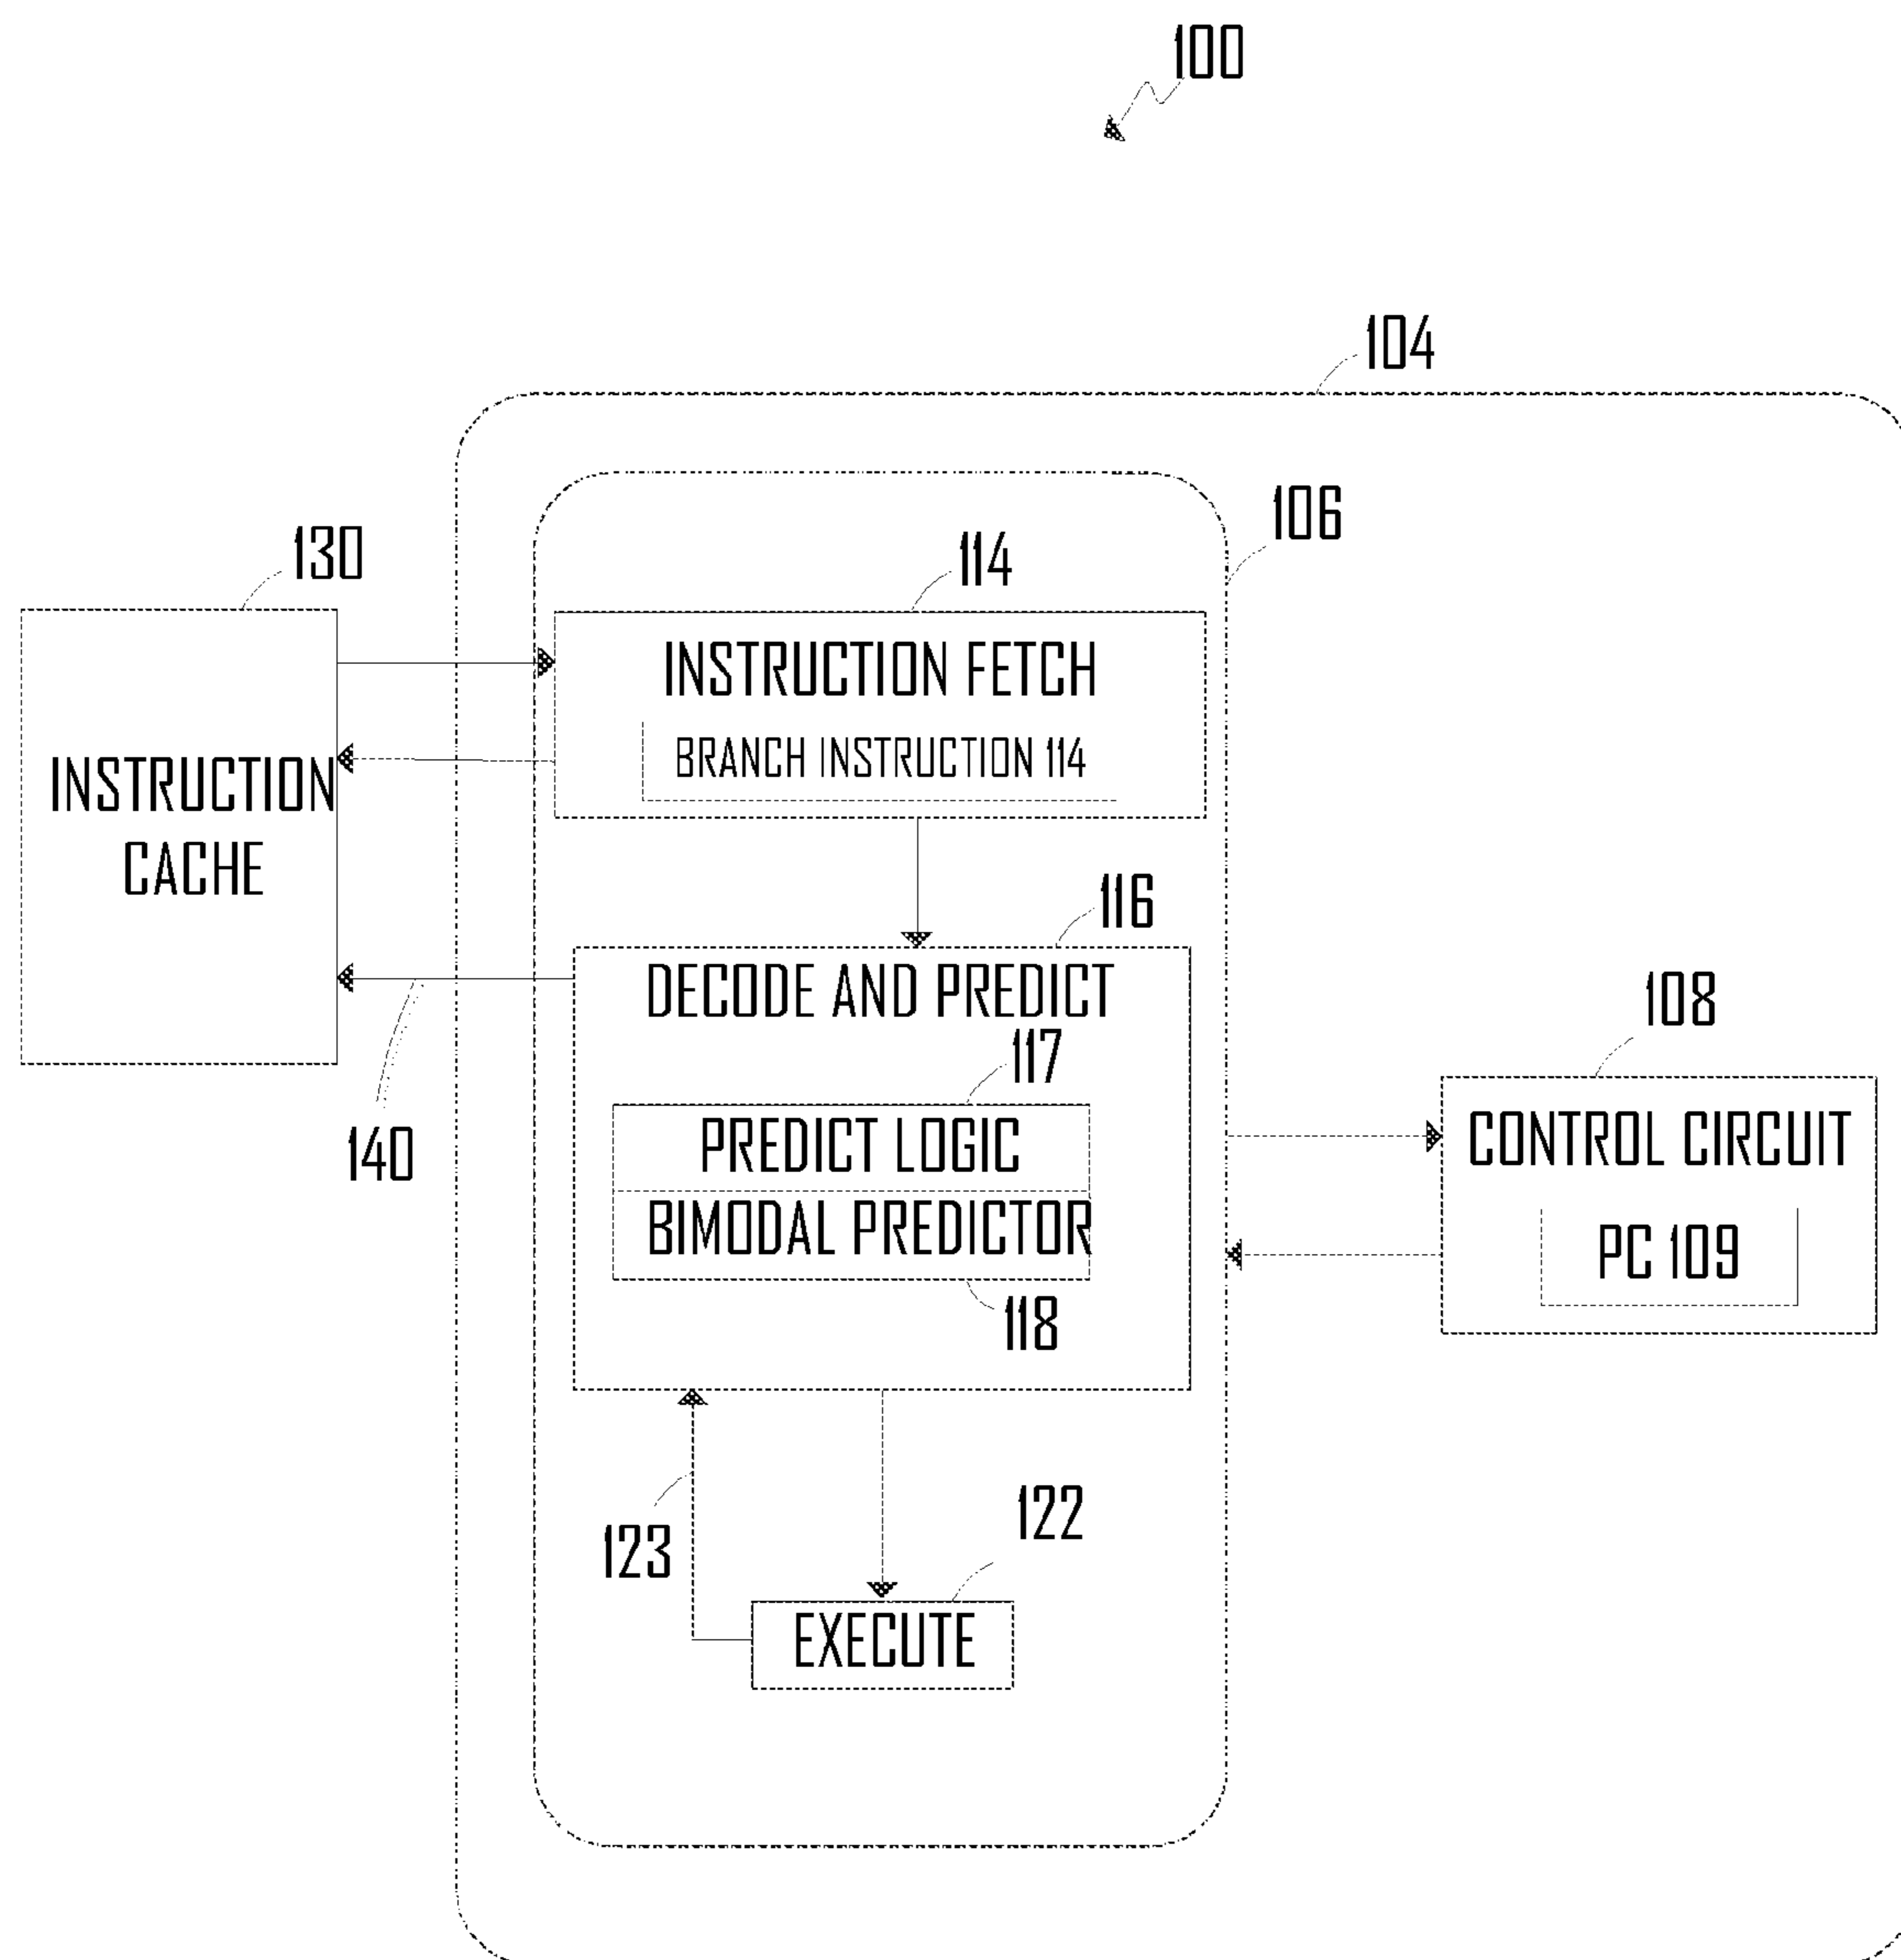 100
104
106
130
114
INSTRUCTION FETCH
BRANCH INSTRUCTION 114
INSTRUCTION
CACHE
116
DECODE AND PREDICT
117
PREDICT LOGIC
BIMODAL PREDICTOR
118
140
108
CONTROL CIRCUIT
PC 109
123
122
EXECUTE